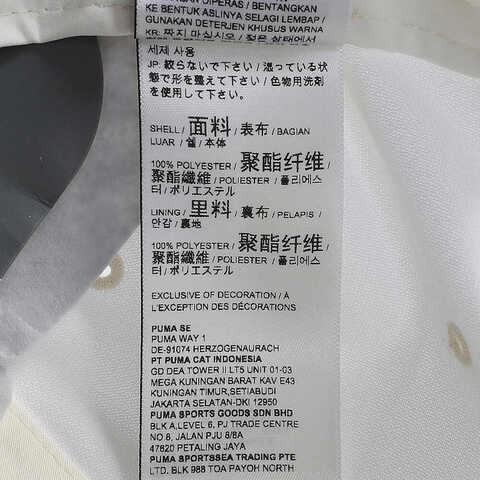 KE BENTUK ASLINYA SELAGI LEMBAP /
GUNAKAN DETERJEN KHUSUS WARNA
세제 사용
JP: 絞らないで下さい / 湿っている状
態で形を整えて下さい / 色物用洗剤
を使用して下さい
SHELL / 面料 / 表布 / BAGIAN
LUAR / 쉘 / 本体
100% POLYESTER / 聚酯纤维 /
聚酯纖維 / POLIESTER / 폴리에스
터 / ポリエステル
LINING / 里料 / 裏布 / PELAPIS /
안감 / 裏地
100% POLYESTER / 聚酯纤维 /
聚酯纖維 / POLIESTER / 폴리에스
터 / ポリエステル
EXCLUSIVE OF DECORATION / À
L'EXCEPTION DES DÉCORATIONS
PUMA SE
PUMA WAY 1
DE-91074 HERZOGENAURACH
PT PUMA CAT INDONESIA
GD DEA TOWER II LT5 UNIT 01-03
MEGA KUNINGAN BARAT KAV E43
KUNINGAN TIMUR, SETIABUDI
JAKARTA SELATAN-DKI 12950
PUMA SPORTS GOODS SDN BHD
BLK A,LEVEL 6, PJ TRADE CENTRE
NO.8, JALAN PJU 8/8A
47820 PETALING JAYA
PUMA SPORTSSEA TRADING PTE
LTD. BLK 988 TOA PAYOH NORTH